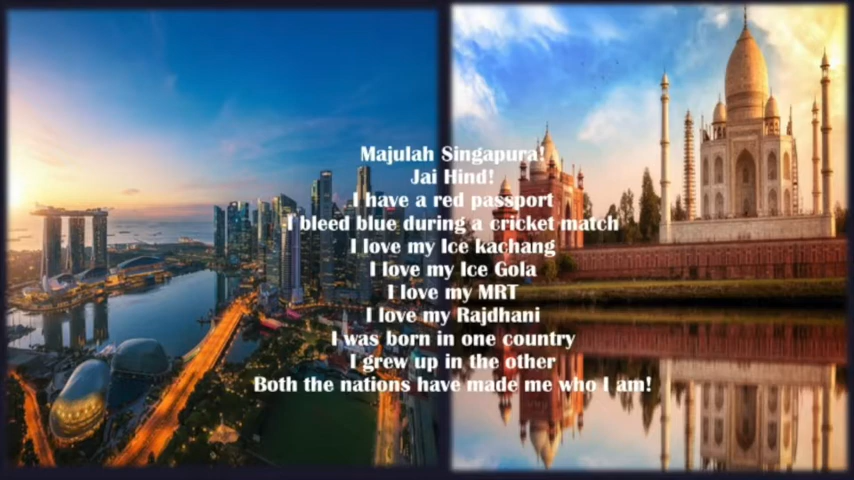 Majulah Singapura!
Jai Hind!
I have a red passport
I bleed blue during a cricket match
I love my Ice kachang
I love my Ice Gola
I love my MRT
I love my Rajdhani
I was born in one country
I grew up in the other
Both the nations have made me who I am!